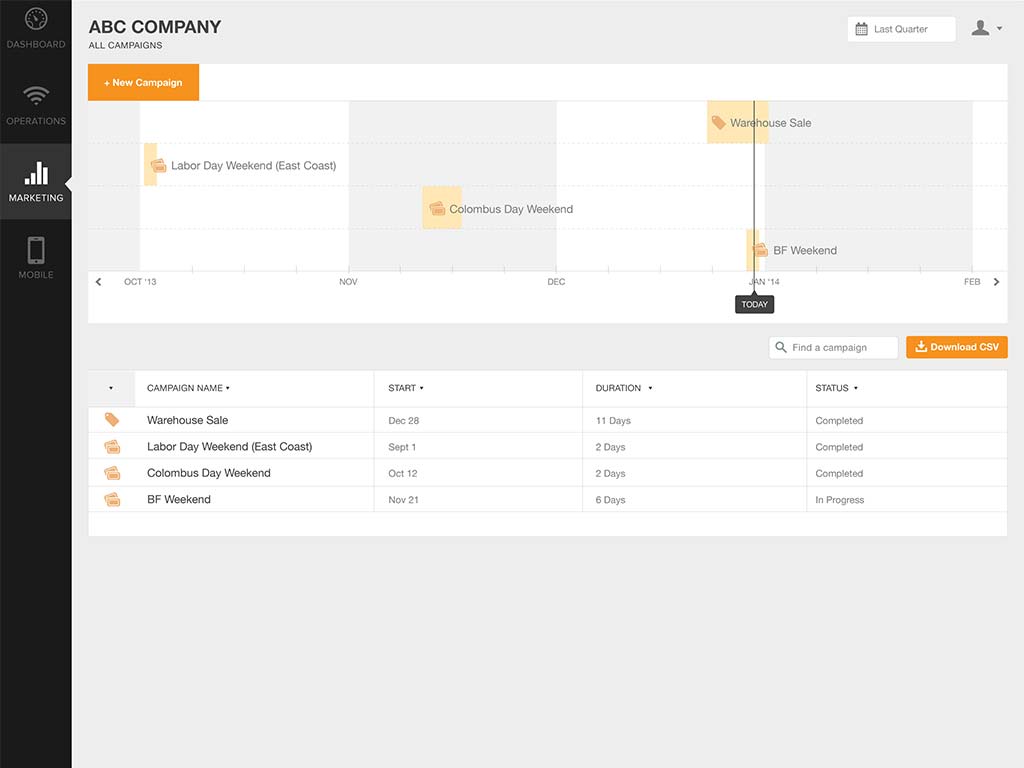 DASHBOARD
OPERATIONS
MARKETING
MOBILE
ABC COMPANY
ALL CAMPAIGNS
Last Quarter
+ New Campaign
Warehouse Sale
Labor Day Weekend (East Coast)
Colombus Day Weekend
BF Weekend
OCT '13 NOV DEC JAN '14 FEB
TODAY
Find a campaign
Download CSV
CAMPAIGN NAME START DURATION STATUS
Warehouse Sale Dec 28 11 Days Completed
Labor Day Weekend (East Coast) Sept 1 2 Days Completed
Colombus Day Weekend Oct 12 2 Days Completed
BF Weekend Nov 21 6 Days In Progress